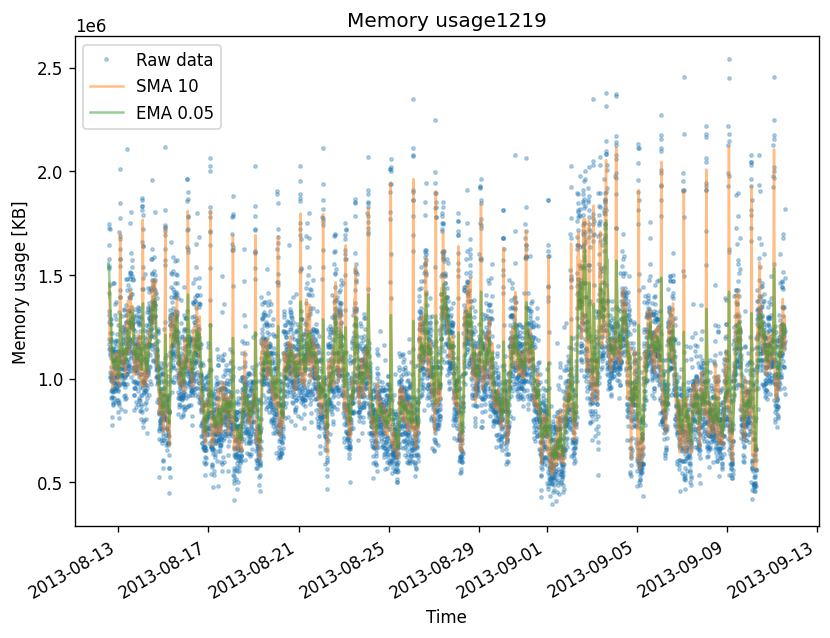 Memory usage1219
1e6
Raw data
SMA 10
EMA 0.05
2.5
2.0
1.5
1.0
0.5
Memory usage [KB]
2013-08-13
2013-08-17
2013-08-21
2013-08-25
2013-08-29
2013-09-01
2013-09-05
2013-09-09
2013-09-13
Time